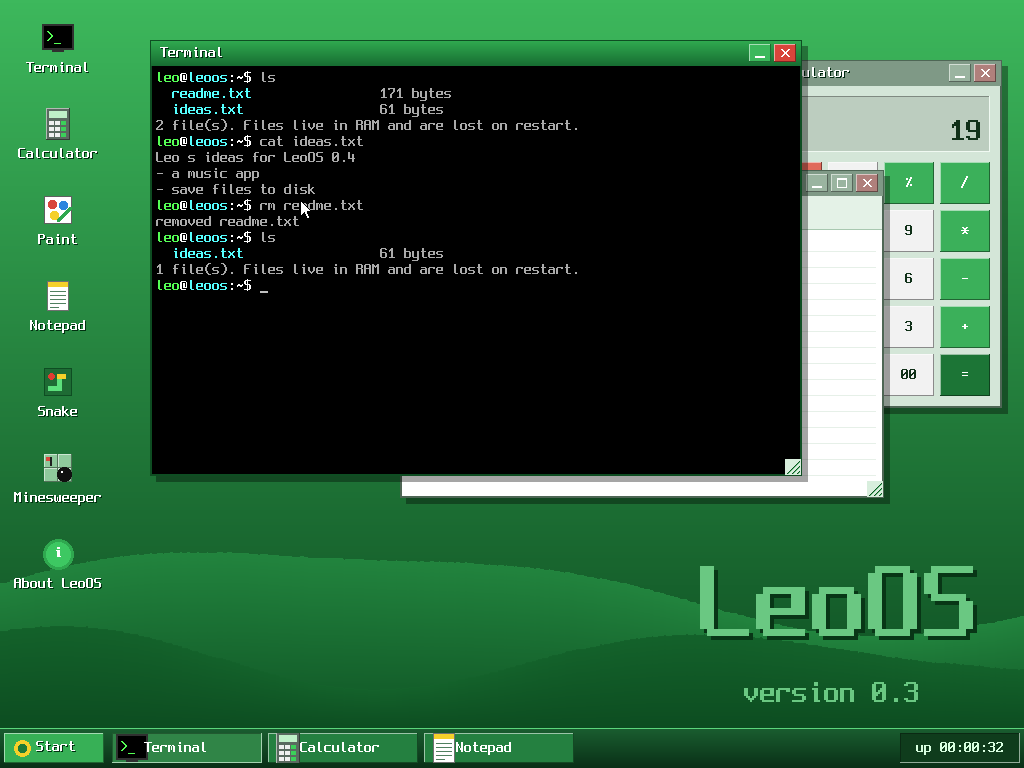 Terminal
Calculator
Paint
Notepad
Snake
Minesweeper
i
About LeoOS
Terminal
leo@leoos:~$ ls
readme.txt 171 bytes
ideas.txt 61 bytes
2 file(s). Files live in RAM and are lost on restart.
leo@leoos:~$ cat ideas.txt
Leo s ideas for LeoOS 0.4
- a music app
- save files to disk
leo@leoos:~$ rm readme.txt
removed readme.txt
leo@leoos:~$ ls
ideas.txt 61 bytes
1 file(s). Files live in RAM and are lost on restart.
leo@leoos:~$ _
ulator
19
% /
9 *
6 -
3 +
00 =
LeoOS
version 0.3
Start
Terminal
Calculator
Notepad
up 00:00:32